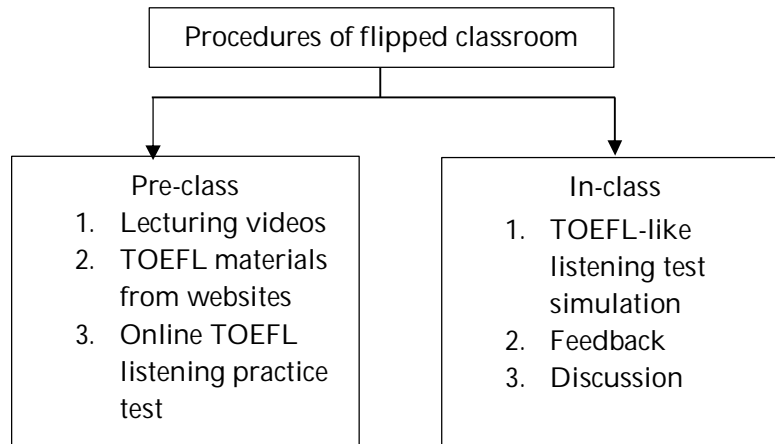 Procedures of flipped classroom
Pre-class
1. Lecturing videos
2. TOEFL materials
from websites
3. Online TOEFL
listening practice
test
In-class
1. TOEFL-like
listening test
simulation
2. Feedback
3. Discussion